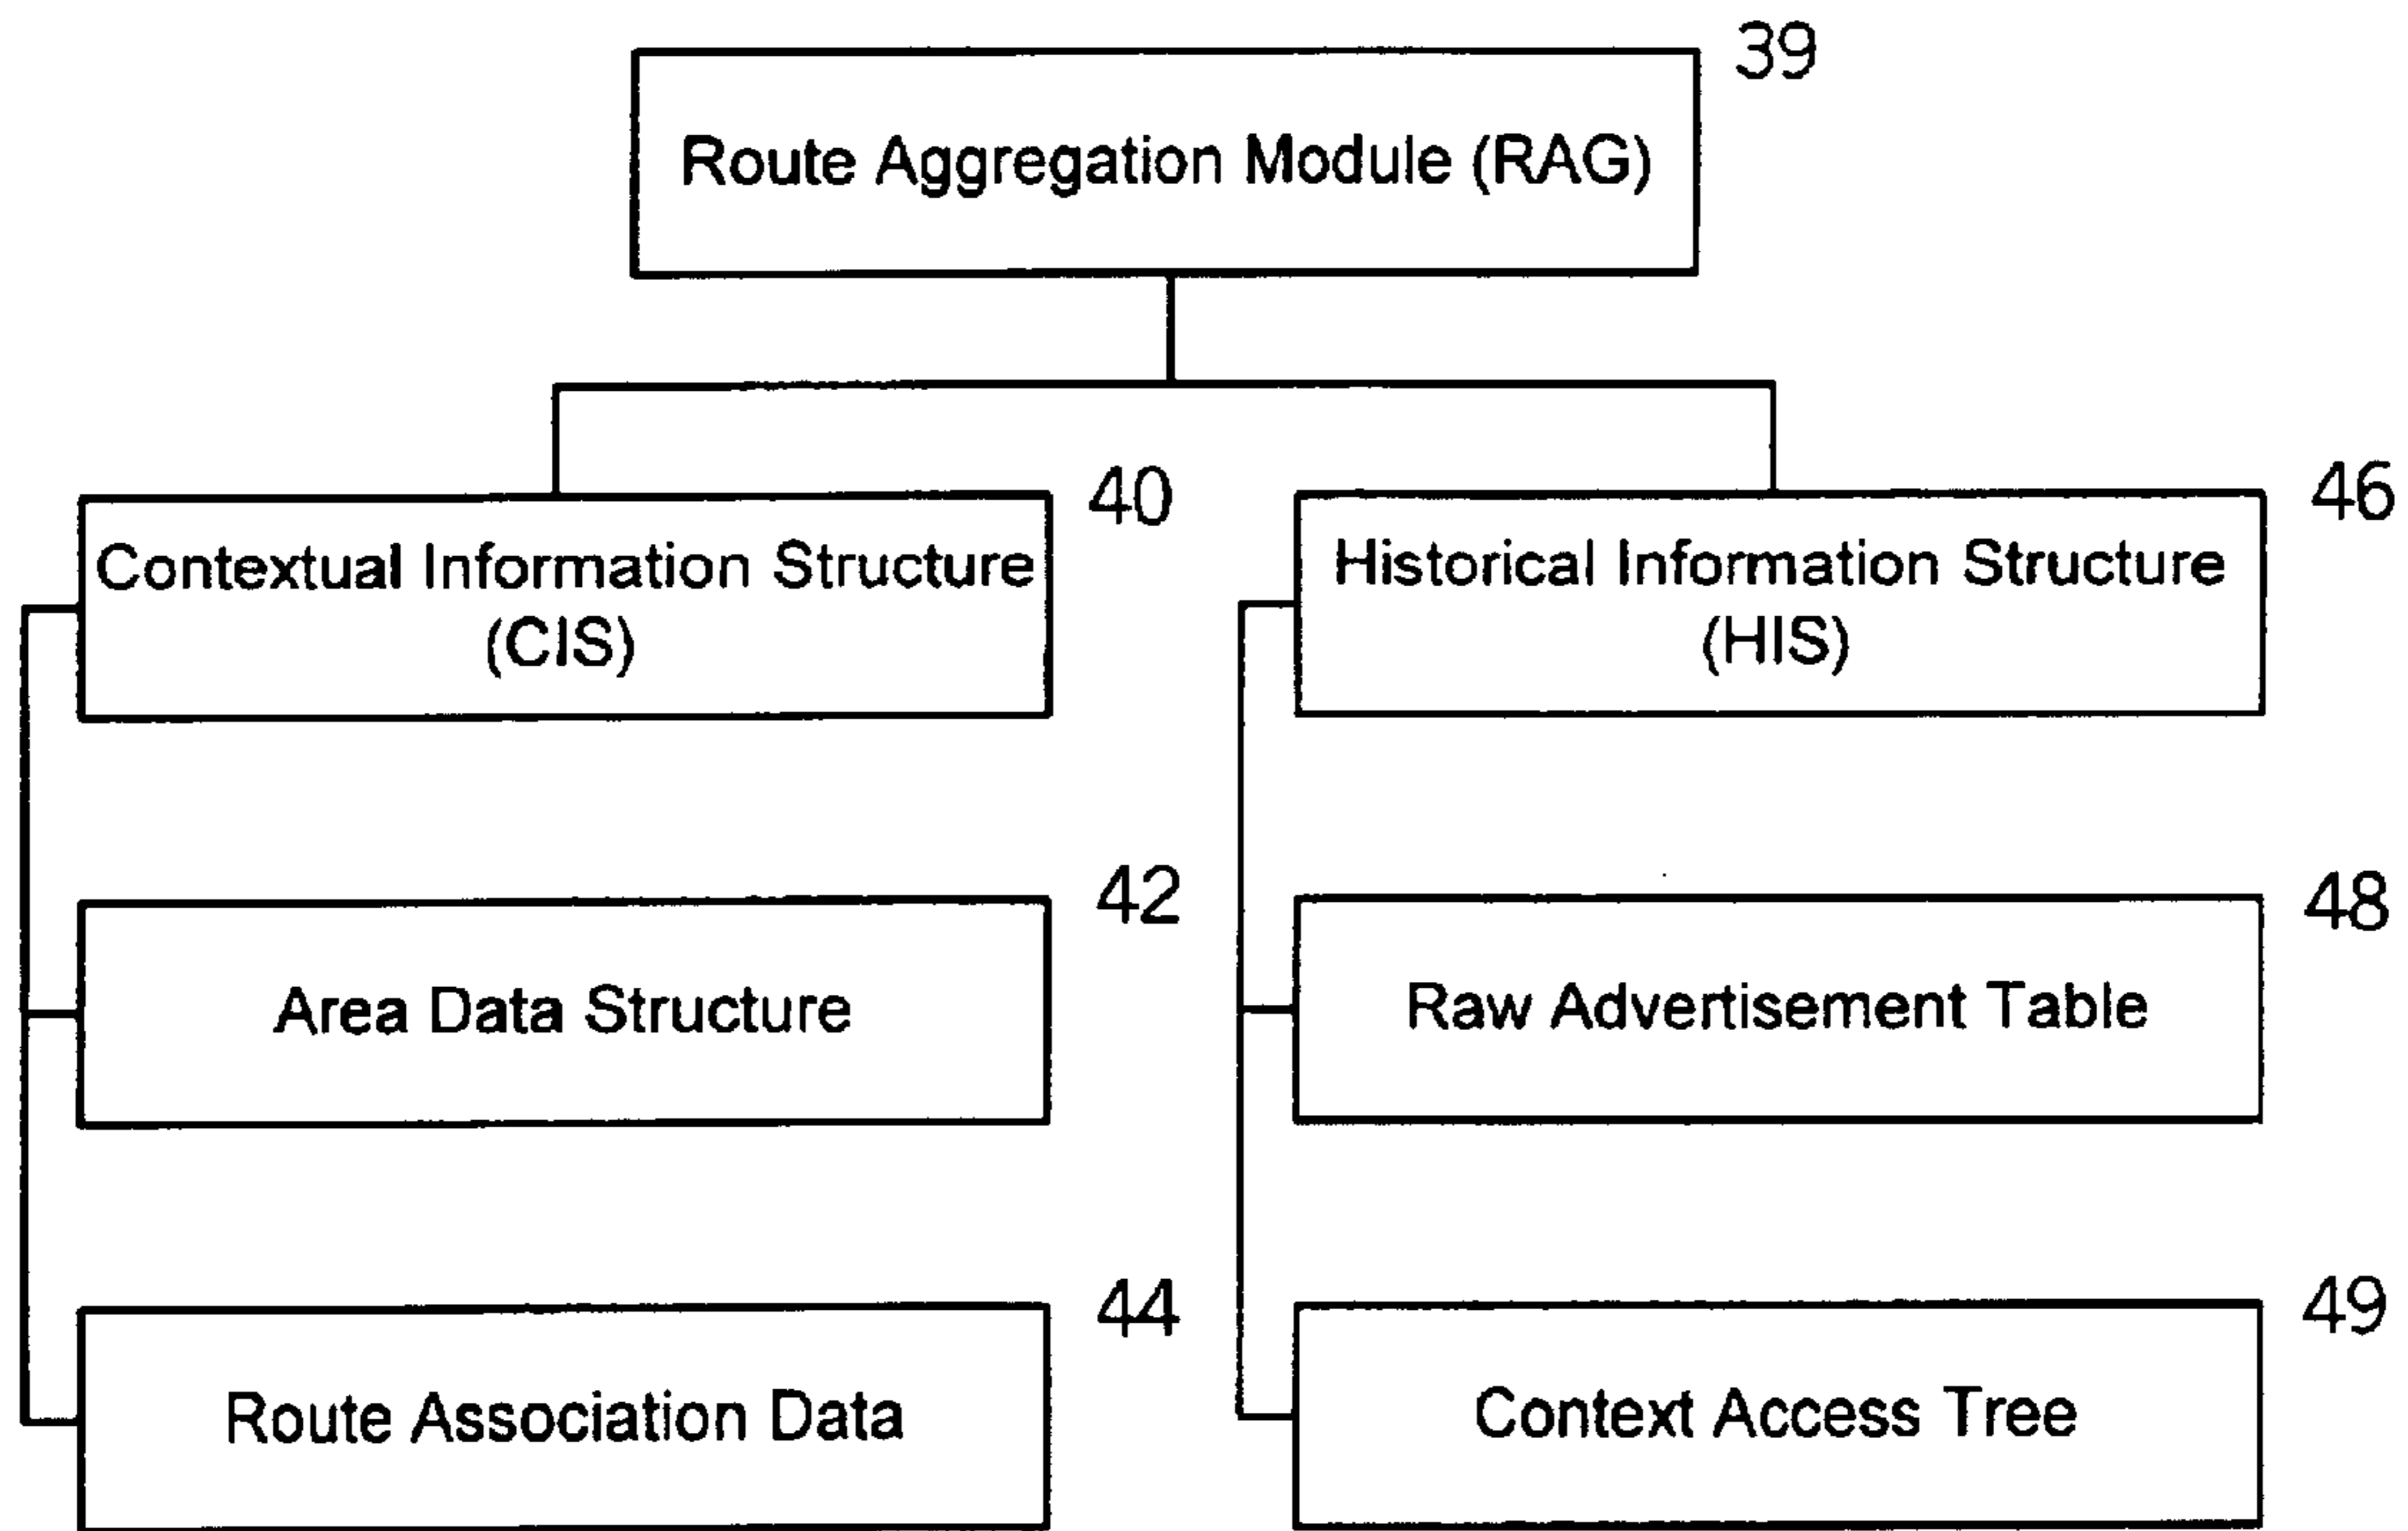 39
Route Aggregation Module (RAG)
40
Contextual Information Structure
(CIS)
46
Historical Information Structure
(HIS)
42
Area Data Structure
48
Raw Advertisement Table
44
Route Association Data
49
Context Access Tree